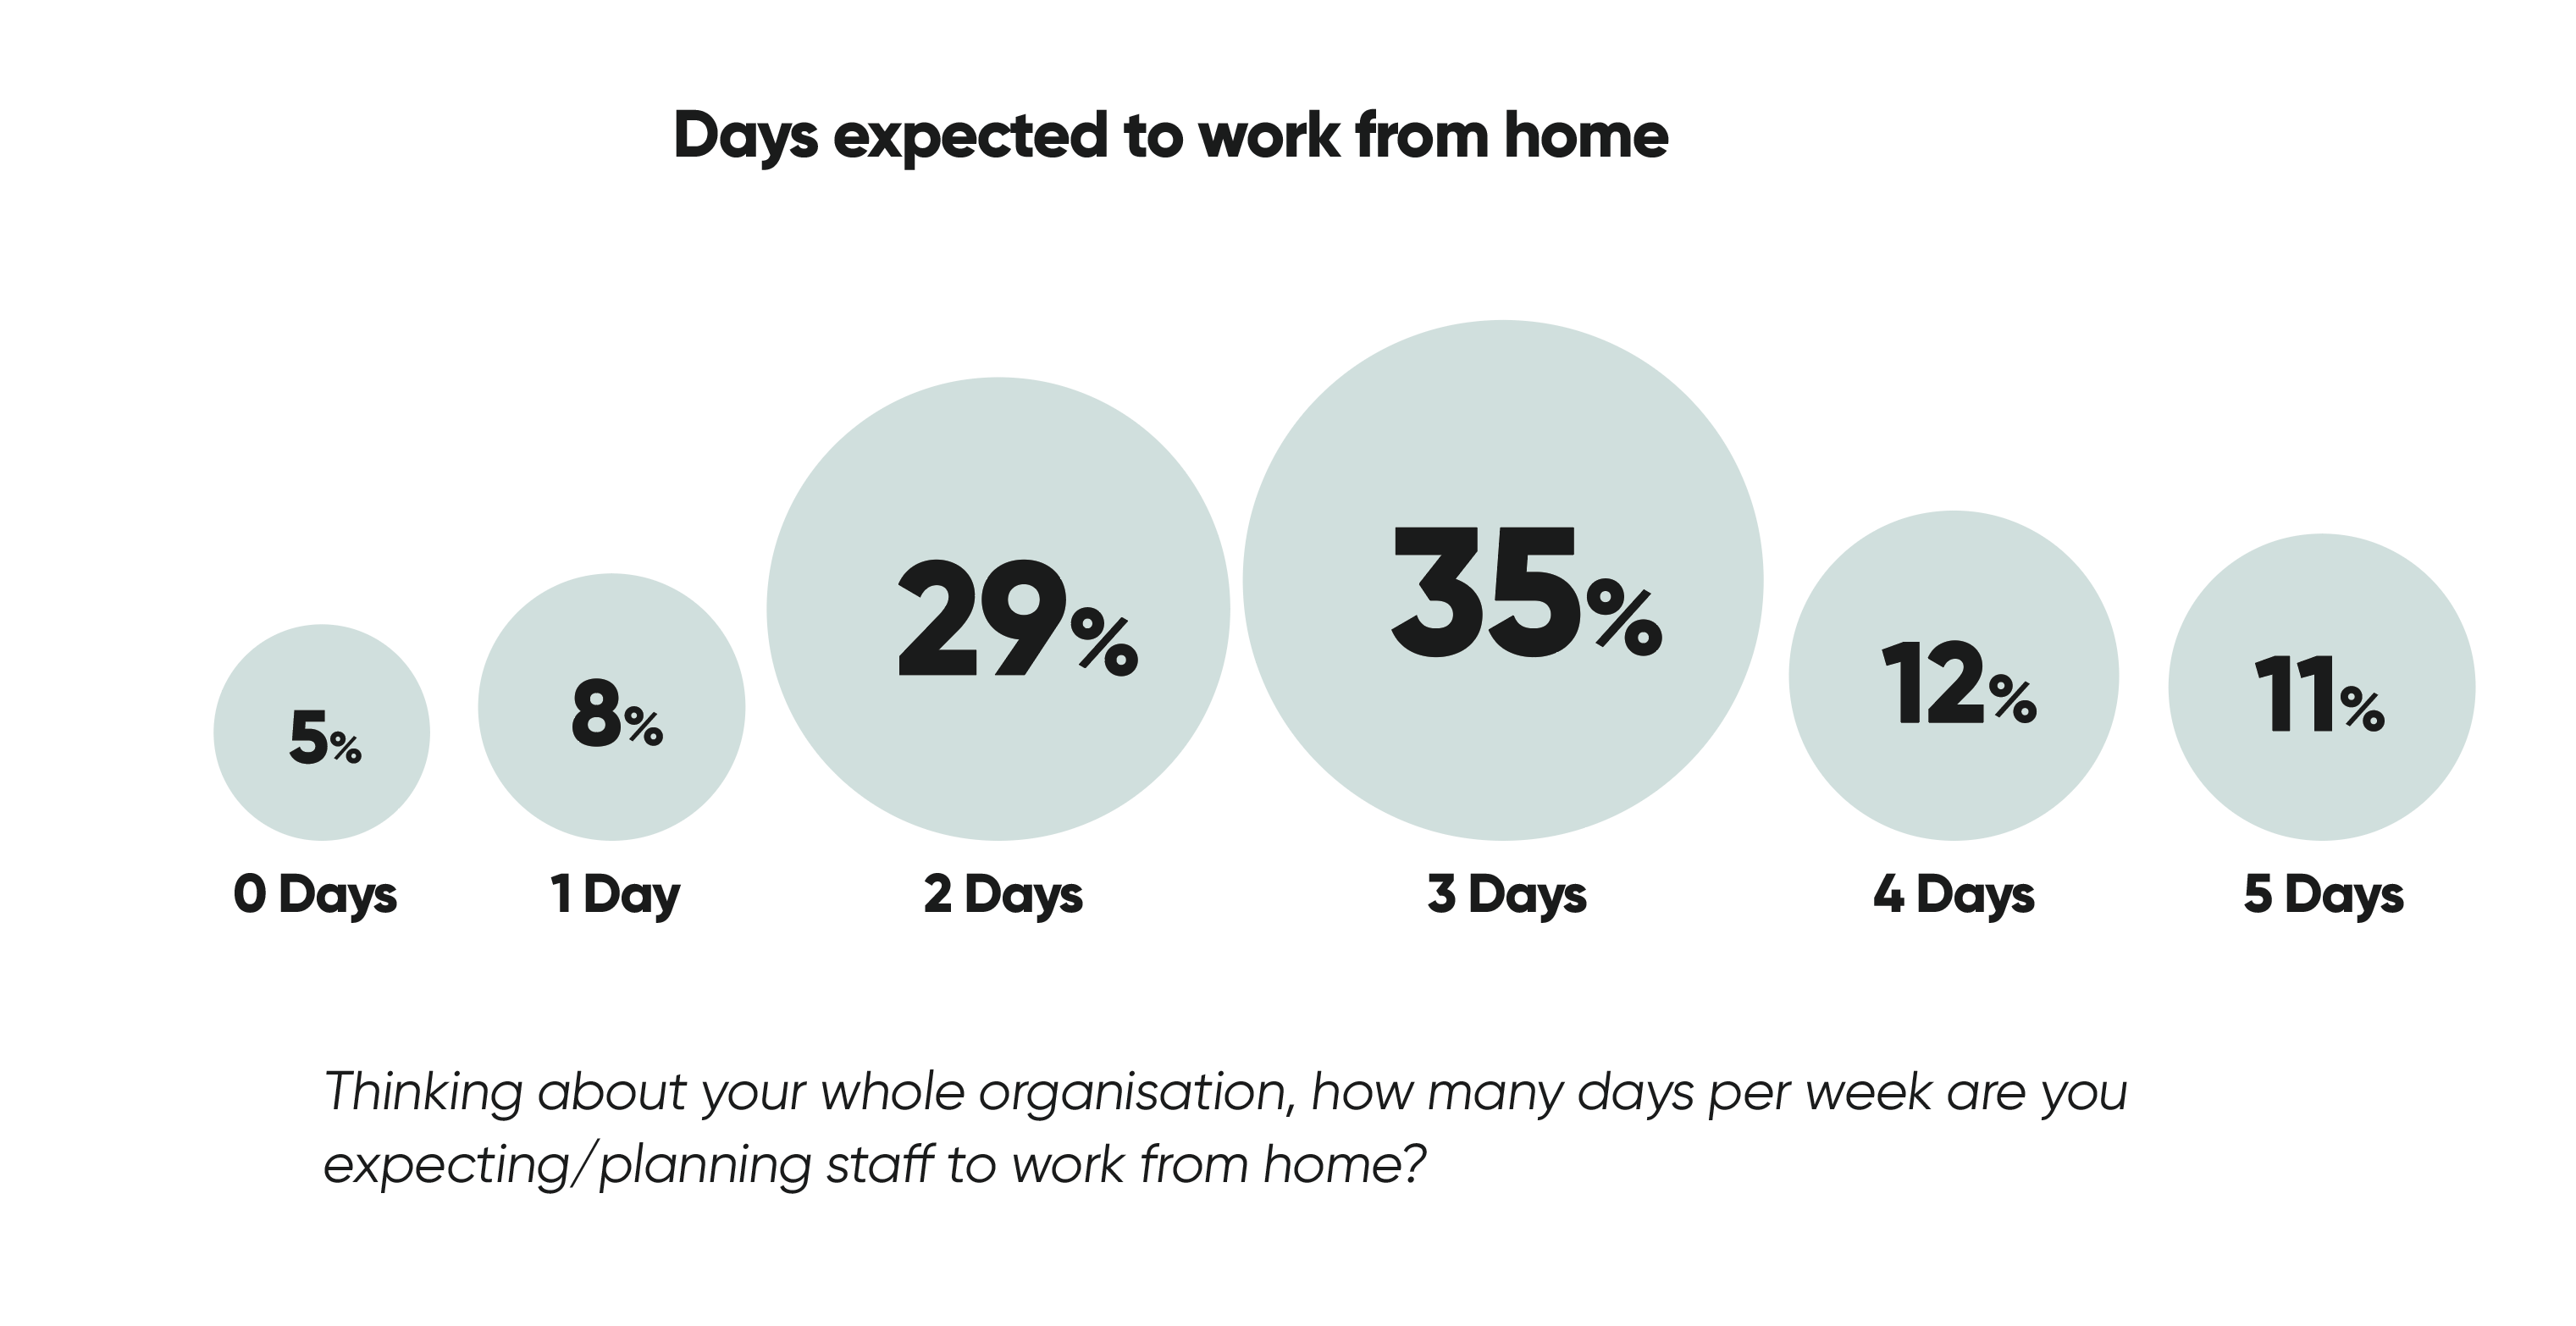 Days expected to work from home
5%
8%
29%
35%
12%
11%
0 Days
1 Day
2 Days
3 Days
4 Days
5 Days
Thinking about your whole organisation, how many days per week are you
expecting/planning staff to work from home?